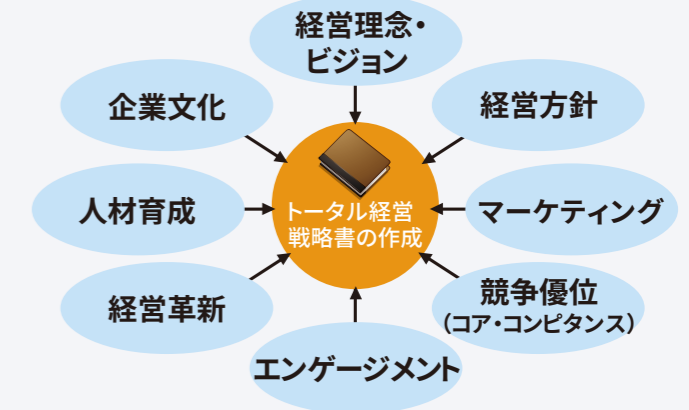 経営理念・
ビジョン
企業文化
経営方針
人材育成
トータル経営
戦略書の作成
マーケティング
経営革新
競争優位
（コア・コンピタンス）
エンゲージメント